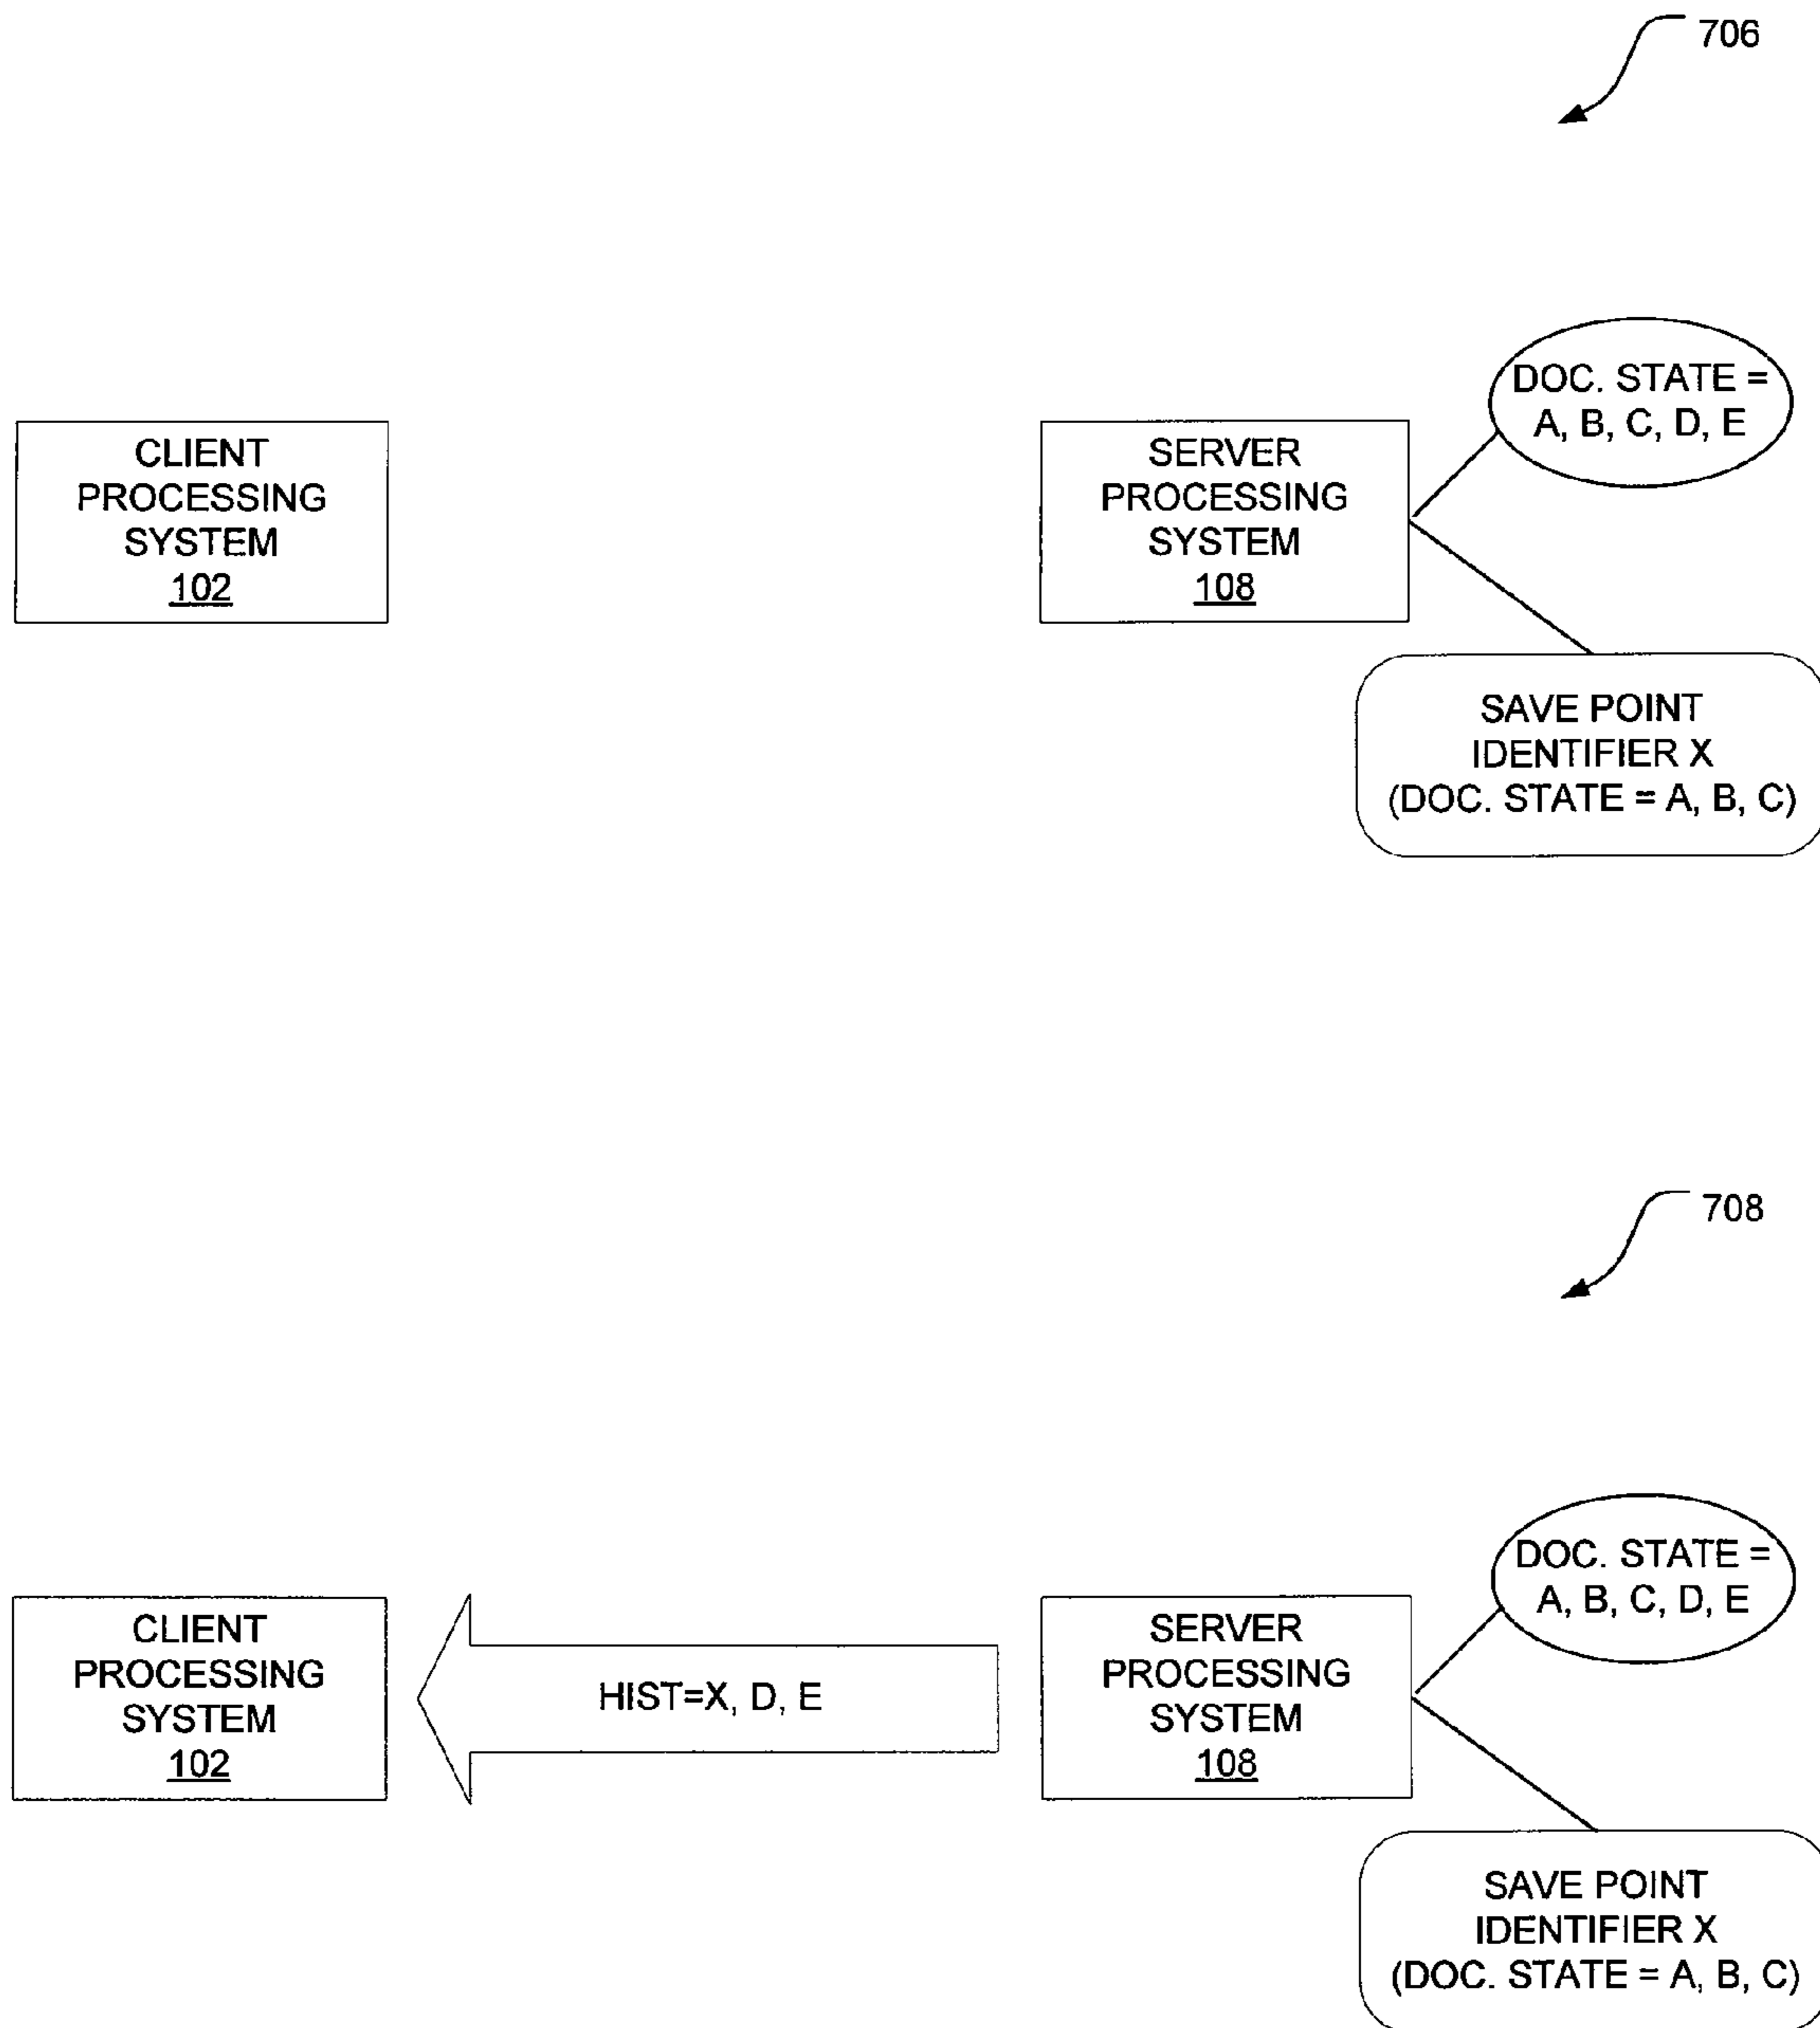 706
DOC. STATE =
A, B, C, D, E
CLIENT
PROCESSING
SYSTEM
102
SERVER
PROCESSING
SYSTEM
108
SAVE POINT
IDENTIFIER X
(DOC. STATE = A, B, C)
708
DOC. STATE =
A, B, C, D, E
CLIENT
PROCESSING
SYSTEM
102
HIST=X, D, E
SERVER
PROCESSING
SYSTEM
108
SAVE POINT
IDENTIFIER X
(DOC. STATE = A, B, C)